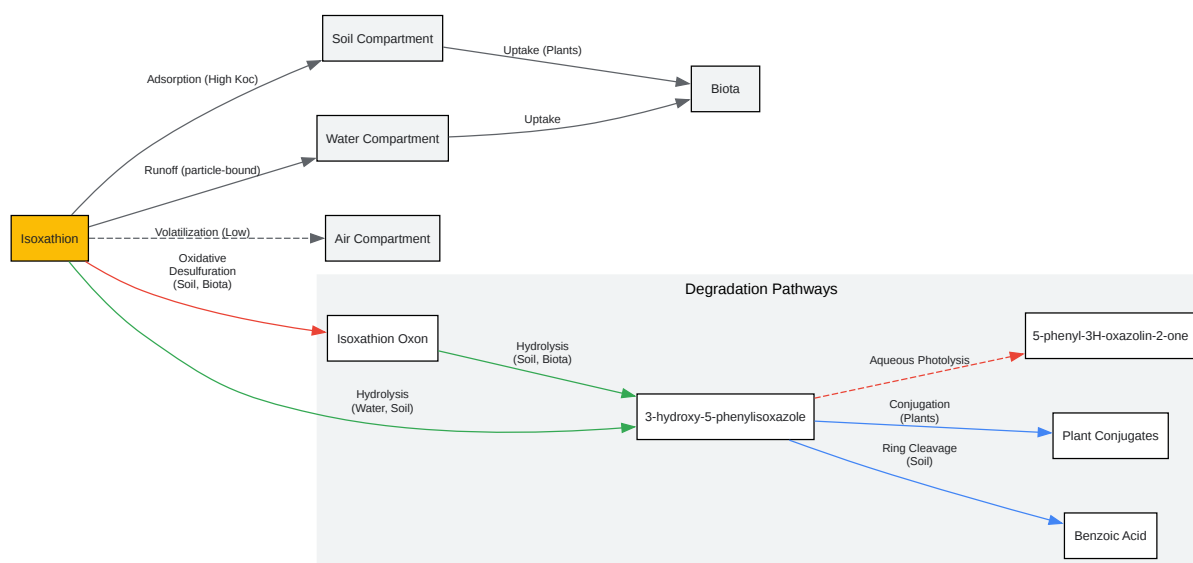 Soil Compartment
Uptake (Plants)
Adsorption (High Koc)
Biota
Uptake
Water Compartment
Runoff (particle-bound)
Isoxathion
Volatilization (Low)
Air Compartment
Oxidative
Desulfuration
(Soil, Biota)
Degradation Pathways
Isoxathion Oxon
Hydrolysis
(Soil, Biota)
5-phenyl-3H-oxazolin-2-one
Aqueous Photolysis
Hydrolysis
(Water, Soil)
3-hydroxy-5-phenylisoxazole
Conjugation
(Plants)
Plant Conjugates
Ring Cleavage
(Soil)
Benzoic Acid